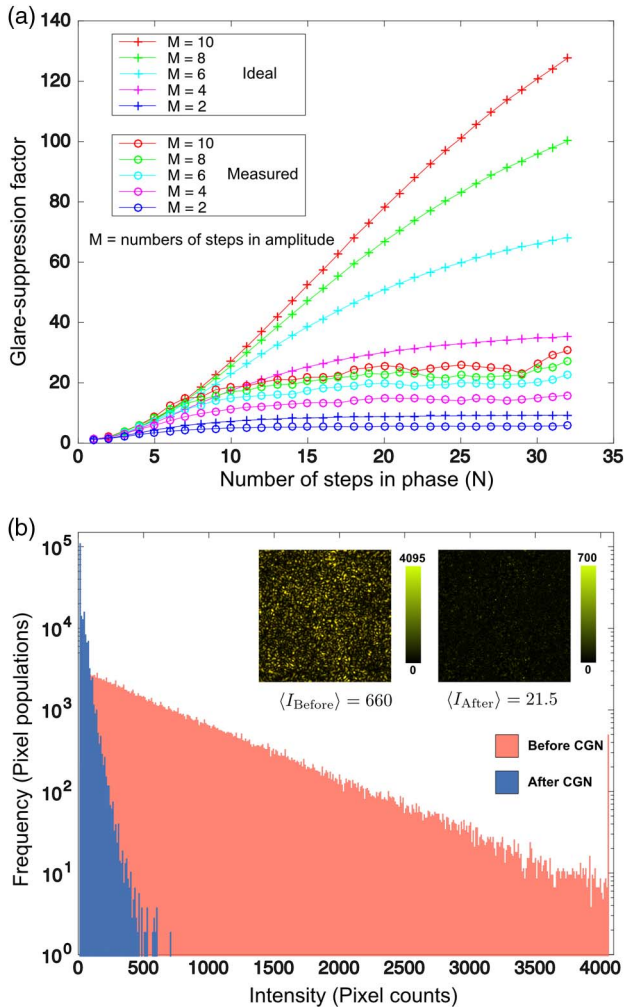 (a)
140
120
100
80
60
40
20
0
Glare-suppression factor
M = 10
M = 8
M = 6
M = 4
M = 2
Ideal
M = 10
M = 8
M = 6
M = 4
M = 2
Measured
M = numbers of steps in amplitude
0 5 10 15 20 25 30 35
Number of steps in phase (N)
(b)
10^5
10^4
10^3
10^2
10^1
10^0
Frequency (Pixel populations)
4095
0
700
0
⟨I_Before⟩ = 660
⟨I_After⟩ = 21.5
Before CGN
After CGN
0 500 1000 1500 2000 2500 3000 3500 4000
Intensity (Pixel counts)